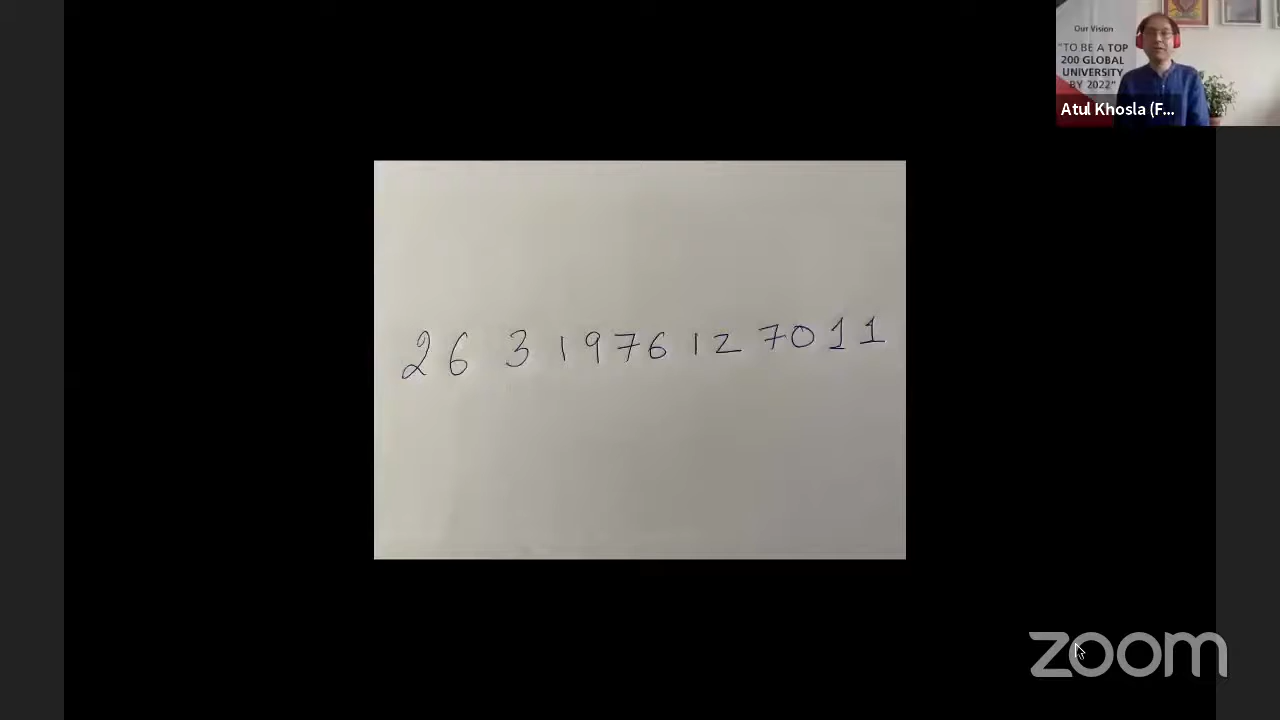 Our Vision
"TO BE A TOP
200 GLOBAL
UNIVERSITY
BY 2022"
Atul Khosla (F...
26 3 1976 12 7011
zoom